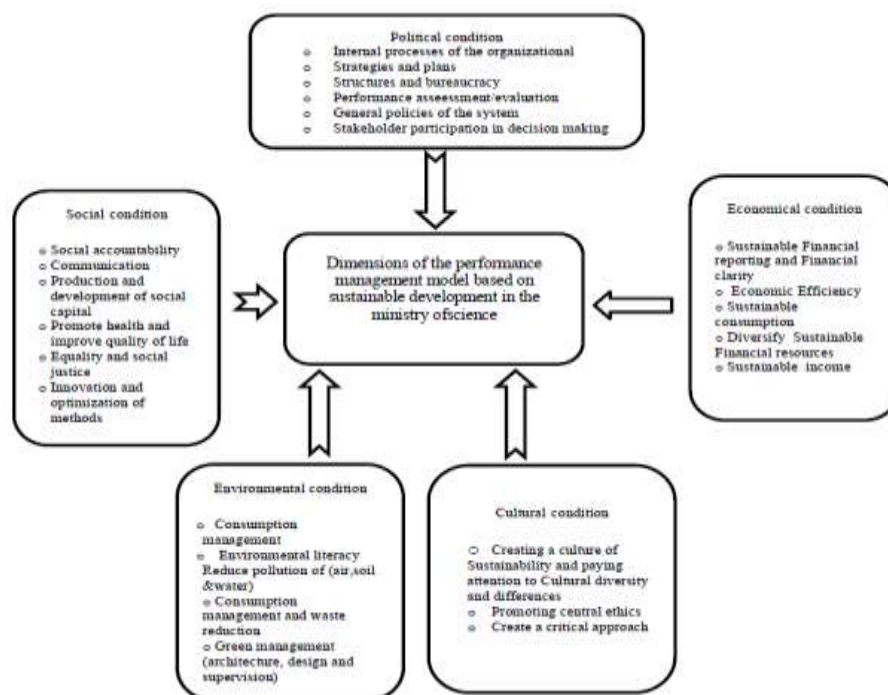 Political condition
o Internal processes of the organizational
o Strategies and plans
o Structures and bureaucracy
o Performance asseessment/evaluation
o General policies of the system
o Stakeholder participation in decision making
Social condition
o Social accountability
o Communication
o Production and
development of social
capital
o Promote health and
improve quality of life
o Equality and social
justice
o Innovation and
optimization of
methods
Dimensions of the performance
management model based on
sustainable development in the
ministry ofscience
Economical condition
o Sustainable Financial
reporting and Financial
clarity
o Economic Efficiency
o Sustainable
consumption
o Diversify Sustainable
Financial resources
o Sustainable income
Environmental condition
o Consumption
management
o Environmental literacy
Reduce pollution of (air,soil
&water)
o Consumption
management and waste
reduction
o Green management
(architecture, design and
supervision)
Cultural condition
o Creating a culture of
Sustainability and paying
attention to Cultural diversity
and differences
o Promoting central ethics
o Create a critical approach